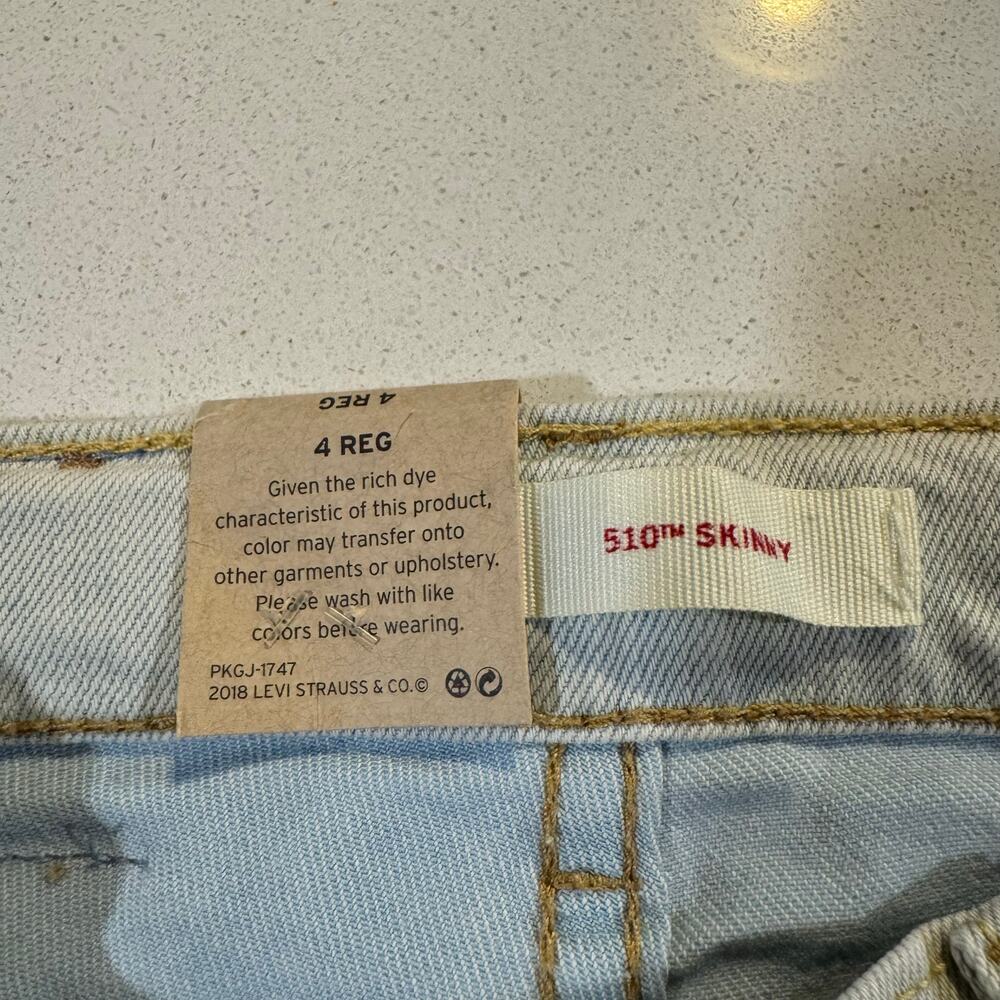 4 REG
4 REG
Given the rich dye
characteristic of this product,
color may transfer onto
other garments or upholstery.
Please wash with like
colors before wearing.
PKGJ-1747
2018 LEVI STRAUSS & CO.©
510™ SKINNY